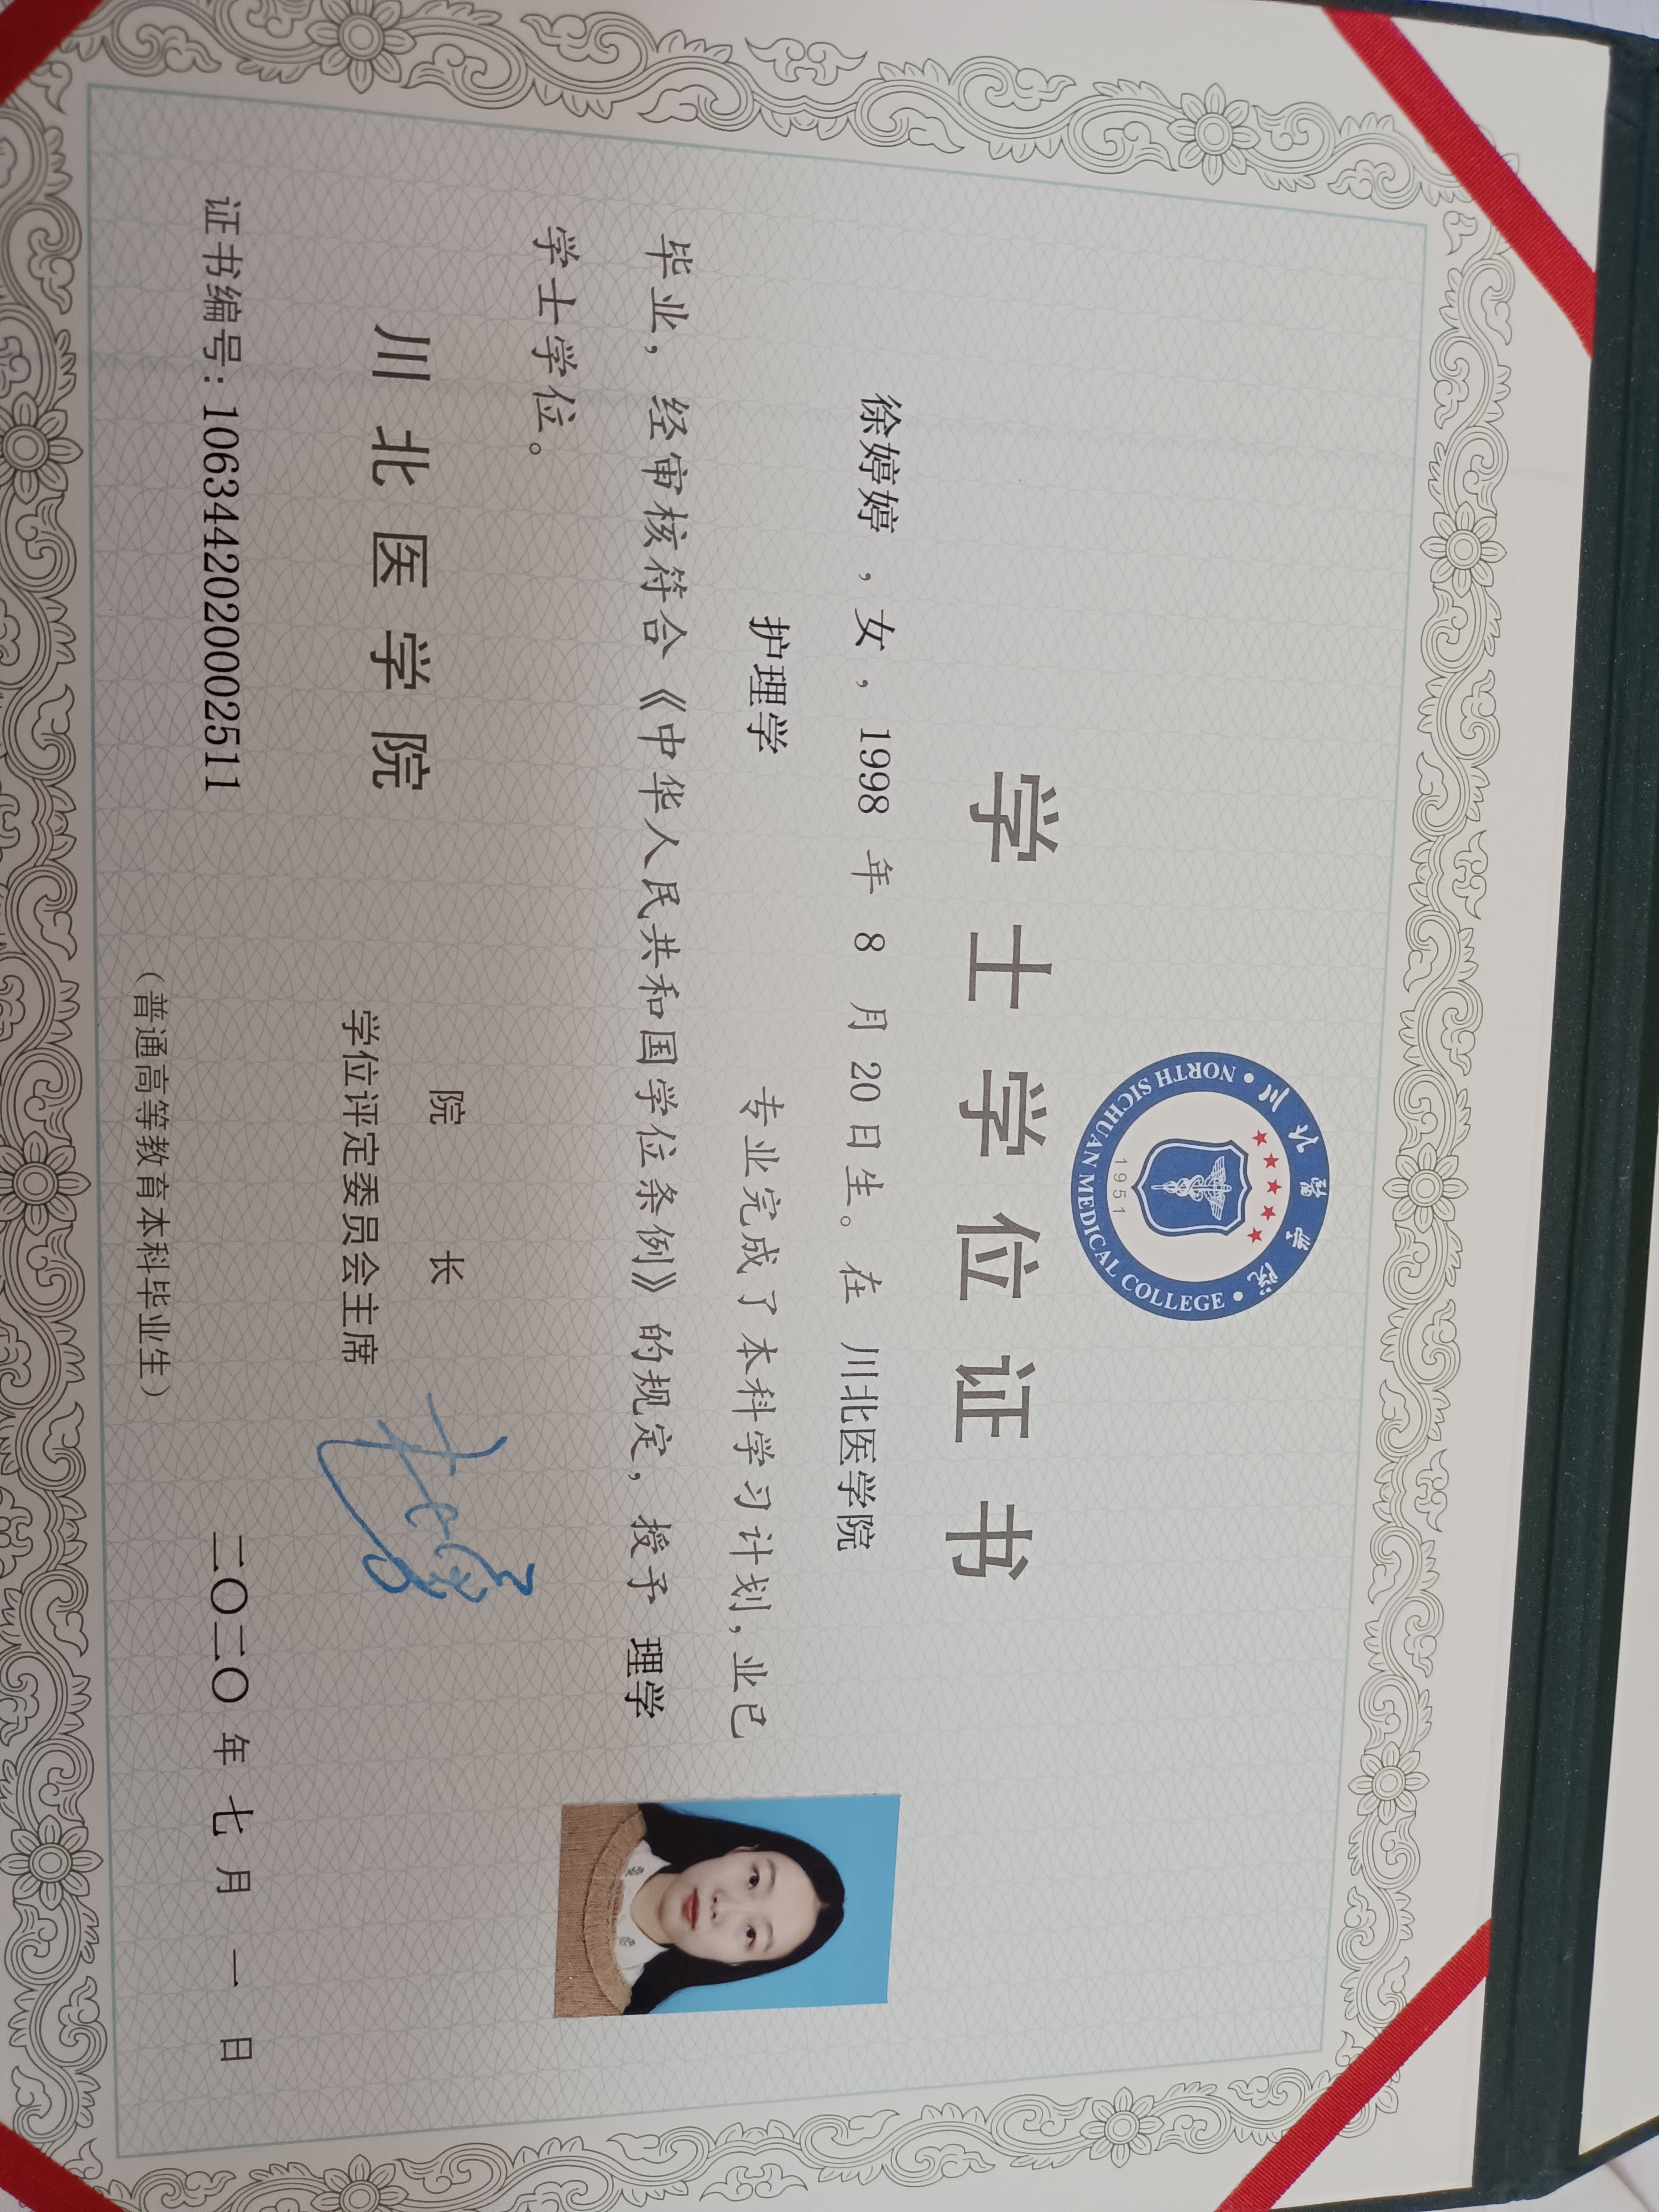 川北医学院
NORTH SICHUAN MEDICAL COLLEGE
1951
学士学位证书
徐婷婷，女，1998 年 8 月 20 日生。在 川北医学院
护理学 专业完成了本科学习计划，业已
毕业，经审核符合《中华人民共和国学位条例》的规定，授予 理学
学士学位。
川北医学院
院长
学位评定委员会主席
证书编号：1063442020002511
二〇二〇年七月一日
（普通高等教育本科毕业生）